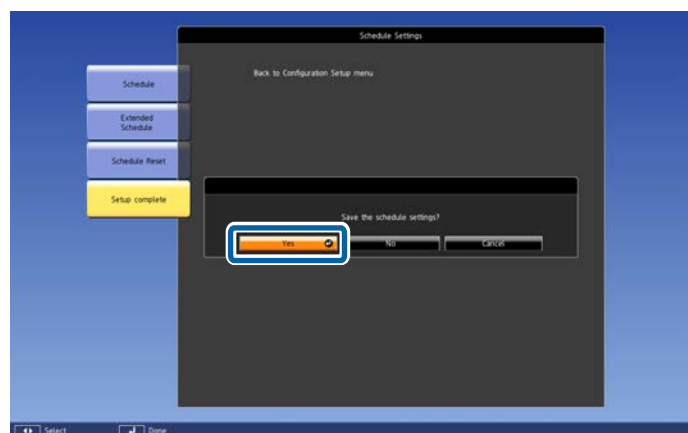 Schedule Settings
Schedule
Back to Configuration Setup menu
Extended
Schedule
Schedule Reset
Setup complete
Save the schedule settings?
Yes
No
Cancel
Select
Done